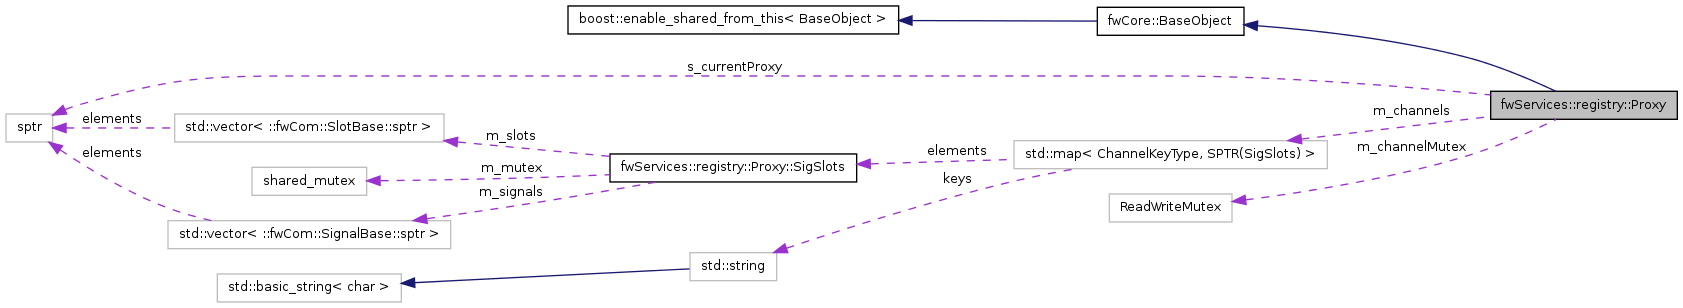 boost::enable_shared_from_this< BaseObject >
fwCore::BaseObject
s_currentProxy
fwServices::registry::Proxy
m_channels
sptr
elements
std::vector< ::fwCom::SlotBase::sptr >
m_slots
elements
std::map< ChannelKeyType, SPTR(SigSlots) >
m_channelMutex
elements
m_mutex
fwServices::registry::Proxy::SigSlots
shared_mutex
keys
m_signals
ReadWriteMutex
std::vector< ::fwCom::SignalBase::sptr >
std::string
std::basic_string< char >